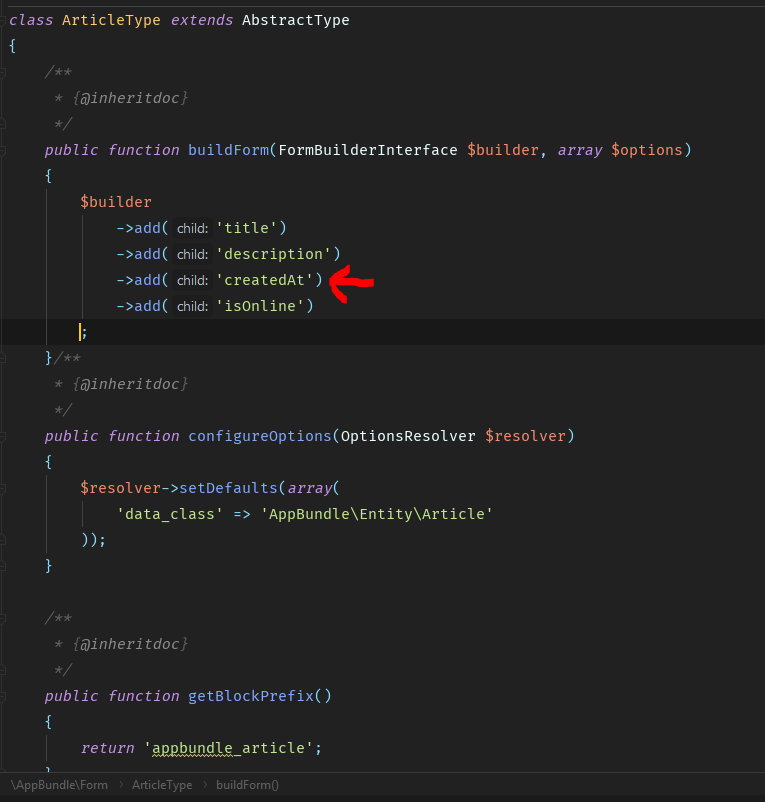 class ArticleType extends AbstractType
{
    /**
     * {@inheritdoc}
     */
    public function buildForm(FormBuilderInterface $builder, array $options)
    {
        $builder
            ->add( child: 'title')
            ->add( child: 'description')
            ->add( child: 'createdAt')
            ->add( child: 'isOnline')
        ;
    }/**
     * {@inheritdoc}
     */
    public function configureOptions(OptionsResolver $resolver)
    {
        $resolver->setDefaults(array(
            'data_class' => 'AppBundle\Entity\Article'
        ));
    }
    /**
     * {@inheritdoc}
     */
    public function getBlockPrefix()
    {
        return 'appbundle_article';
    }
\AppBundle\Form › ArticleType › buildForm()